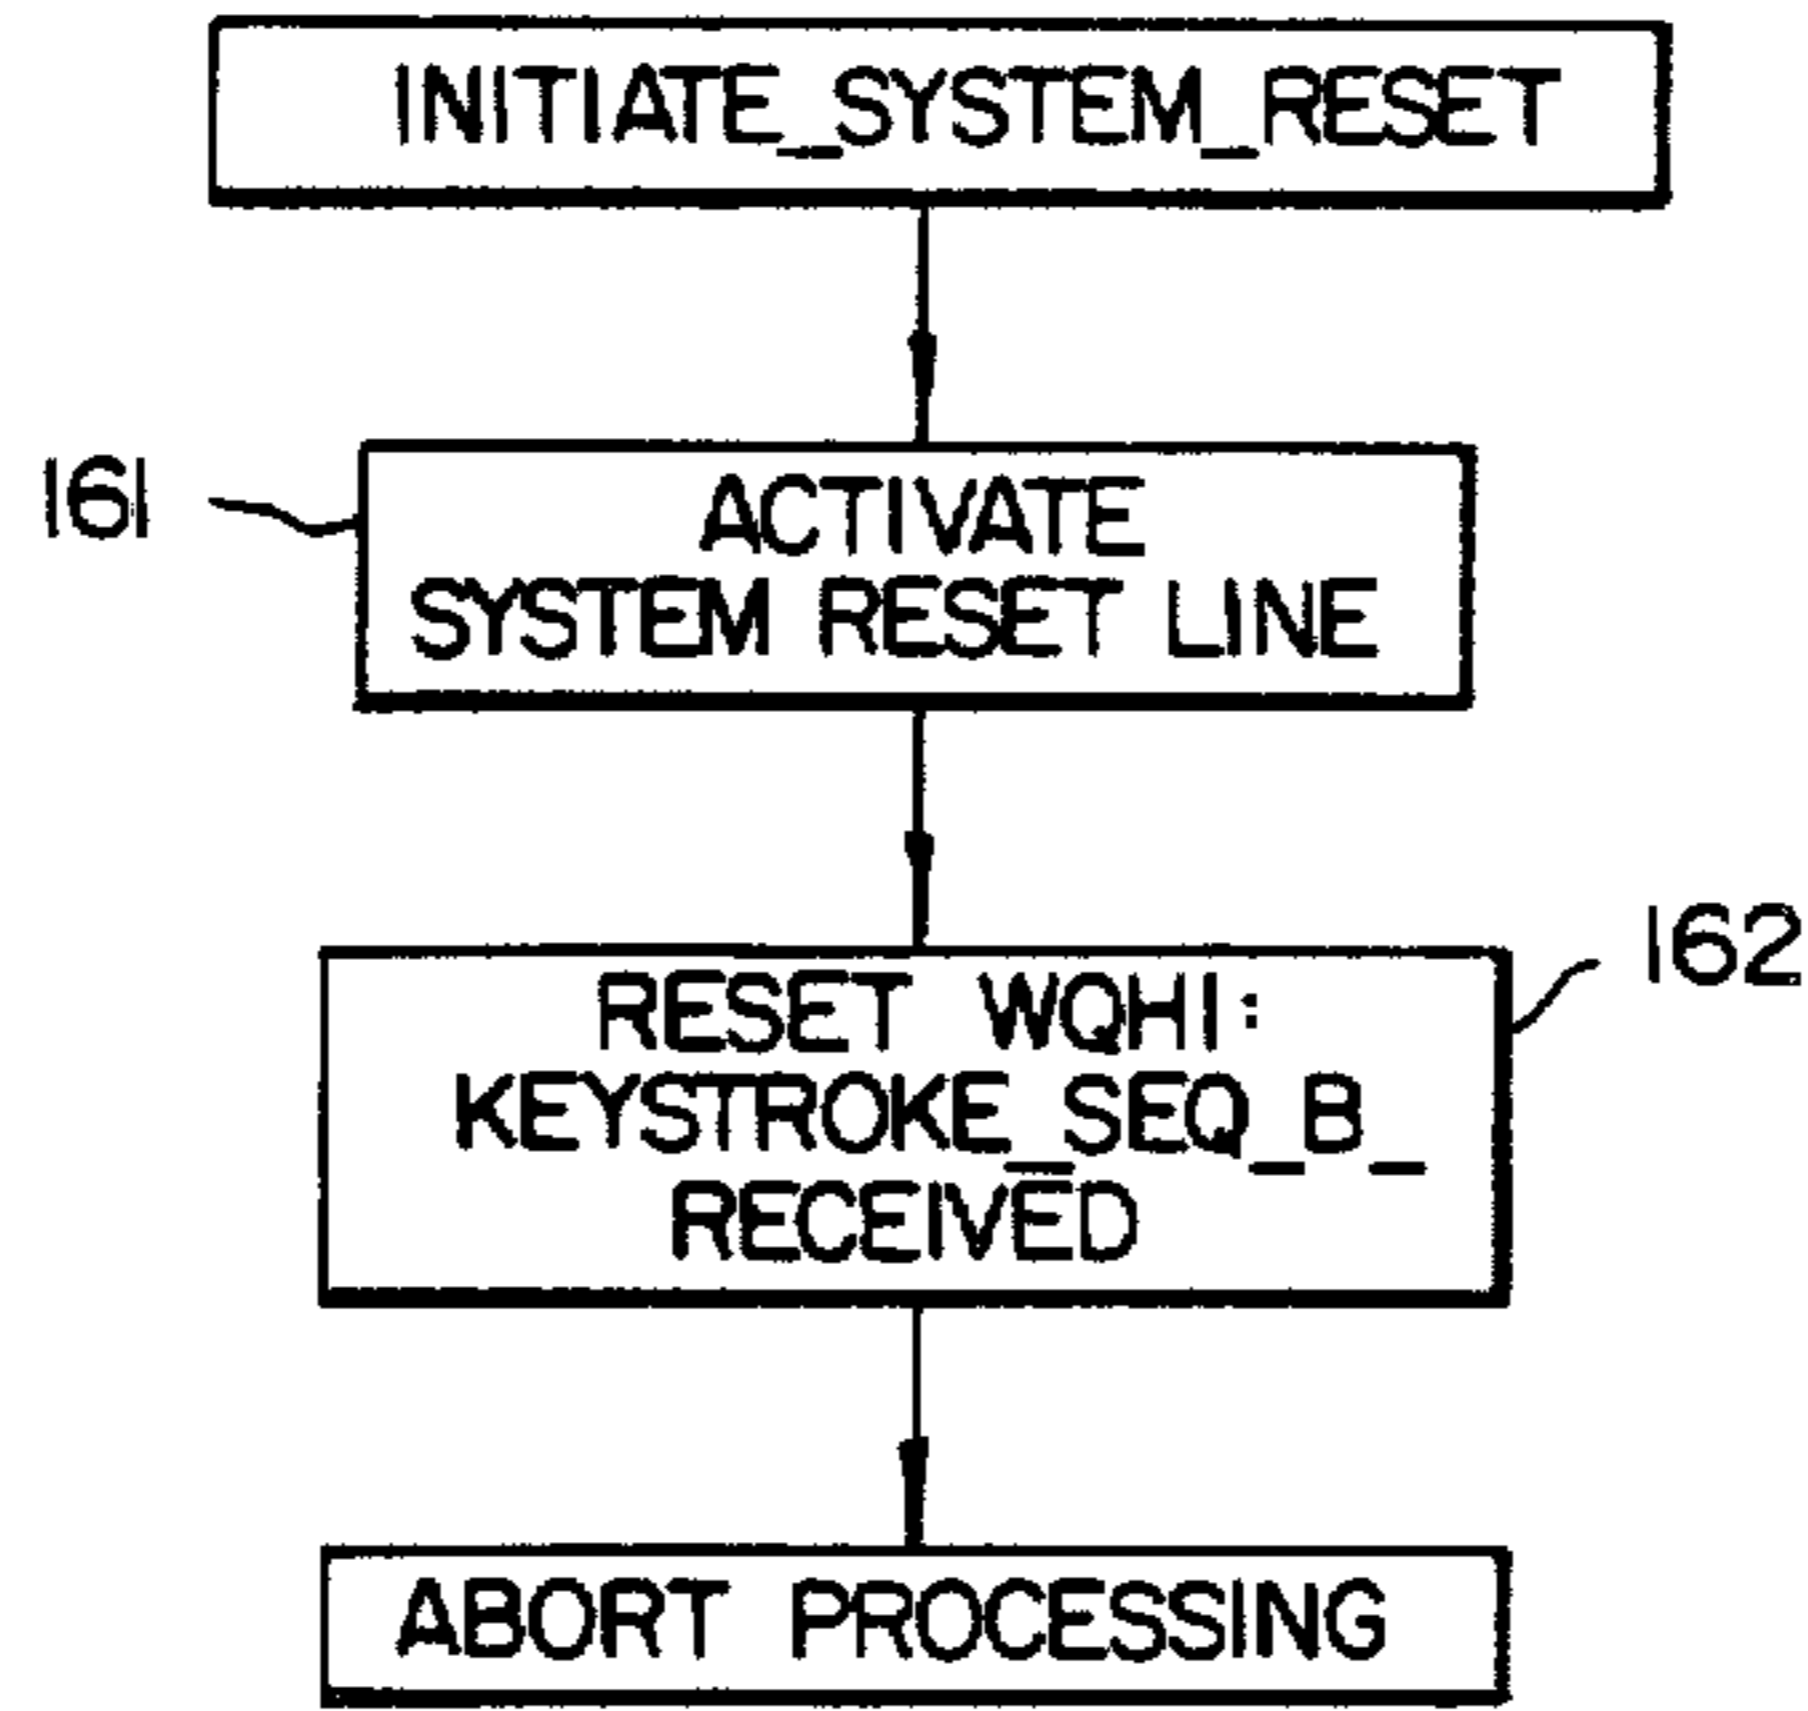 INITIATE_SYSTEM_RESET
161
ACTIVATE
SYSTEM RESET LINE
162
RESET WQHI:
KEYSTROKE_SEQ_B_
RECEIVED
ABORT PROCESSING